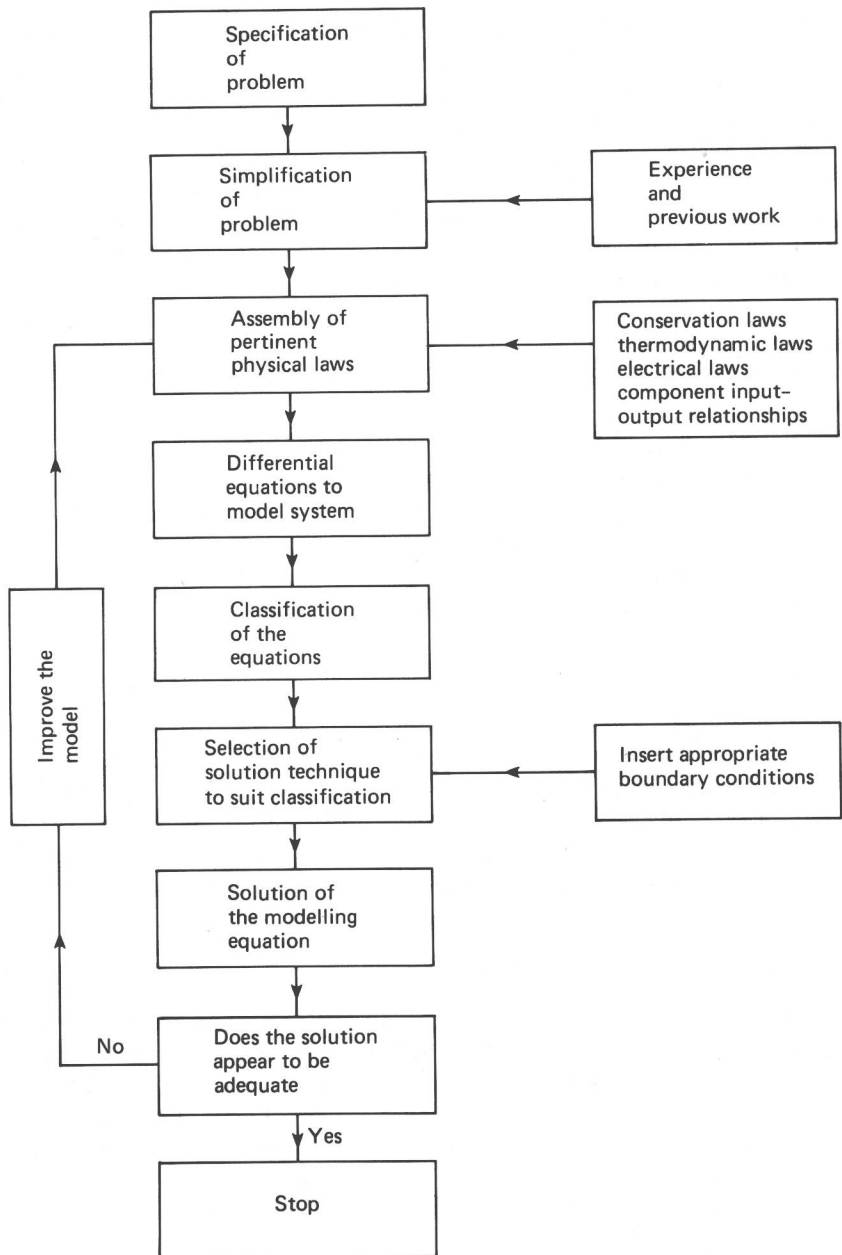 Specification
of
problem
Simplification
of
problem
Experience
and
previous work
Assembly of
pertinent
physical laws
Conservation laws
thermodynamic laws
electrical laws
component input–
output relationships
Differential
equations to
model system
Classification
of the
equations
Improve the
model
Selection of
solution technique
to suit classification
Insert appropriate
boundary conditions
Solution of
the modelling
equation
Does the solution
appear to be
adequate
No
Yes
Stop